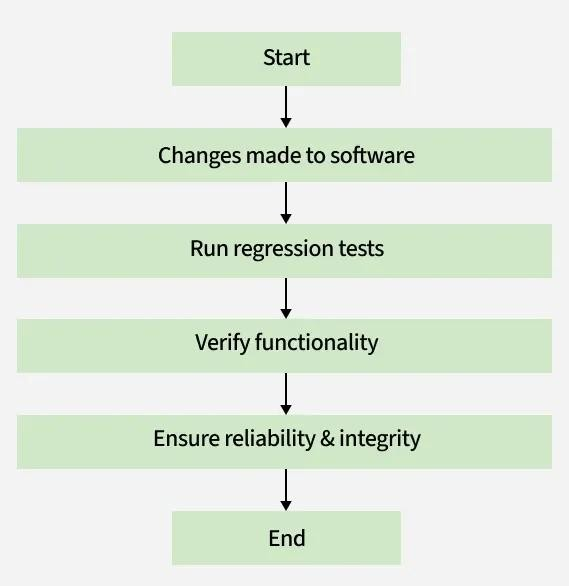 Start
Changes made to software
Run regression tests
Verify functionality
Ensure reliability & integrity
End